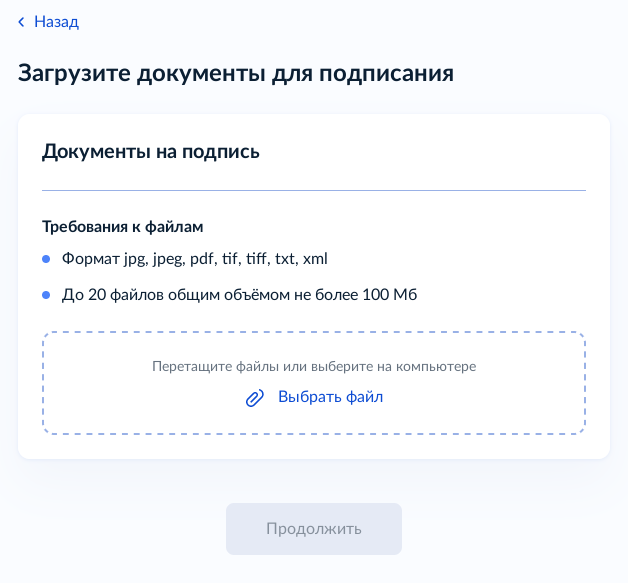 Назад
Загрузите документы для подписания
Документы на подпись
Требования к файлам
Формат jpg, jpeg, pdf, tif, tiff, txt, xml
До 20 файлов общим объёмом не более 100 Мб
Перетащите файлы или выберите на компьютере
Выбрать файл
Продолжить